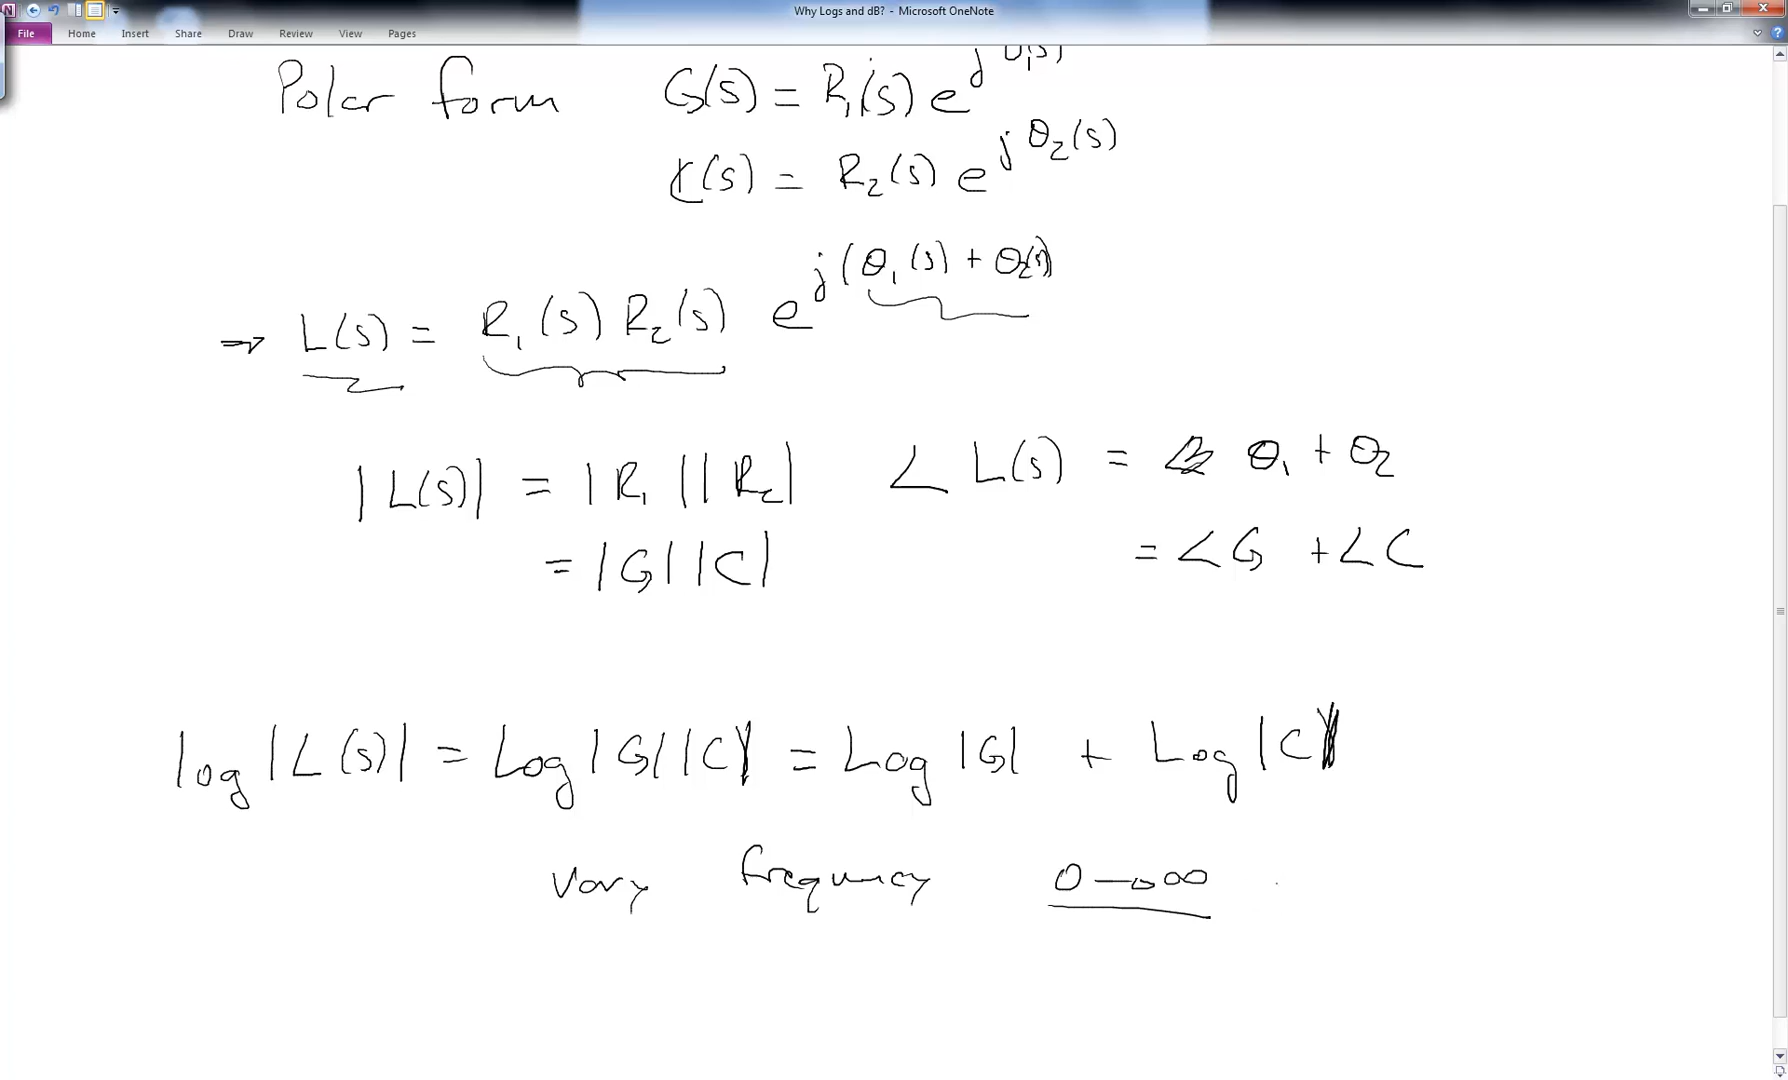 Why Logs and dB? - Microsoft OneNote
File Home Insert Share Draw Review View Pages
Polar form G(s) = R₁(s) e^jθ₁(s)
C(s) = R₂(s) e^jθ₂(s)
⇒ L(s) = R₁(s) R₂(s) e^j(θ₁(s) + θ₂(s))
|L(s)| = |R₁||R₂| ∠ L(s) = θ₁ + θ₂
= |G||C| = ∠G + ∠C
log |L(s)| = Log |G||C| = Log |G| + Log |C|
Vary frequency 0 → ∞